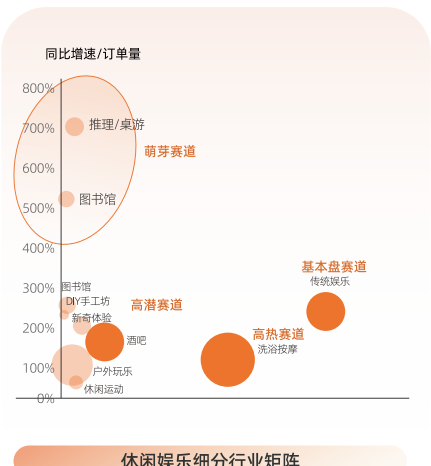 同比增速/订单量
800%
推理/桌游
700%
萌芽赛道
600%
图书馆
500%
400%
基本盘赛道
传统娱乐
图书馆
300%
DIY手工坊
高潜赛道
新奇体验
200%
高热赛道
酒吧
洗浴按摩
100%
户外玩乐
休闲运动
0%
休闲娱乐细分行业矩阵